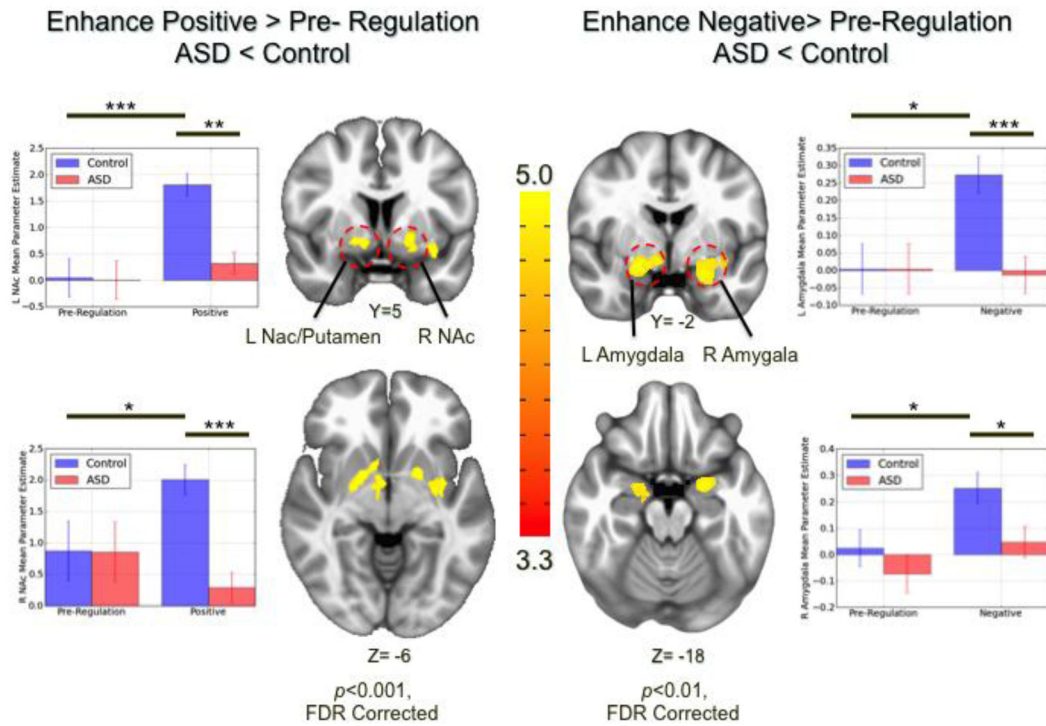 Enhance Positive > Pre- Regulation
ASD < Control
Enhance Negative> Pre-Regulation
ASD < Control
***
**
L NAc Mean Parameter Estimate
2.5
2.0
1.5
1.0
0.5
0.0
−0.5
Control
ASD
Pre-Regulation
Positive
Y=5
L Nac/Putamen
R NAc
5.0
3.3
Y= -2
L Amygdala
R Amygala
*
***
L Amygdala Mean Parameter Estimate
0.35
0.30
0.25
0.20
0.15
0.10
0.05
0.00
−0.05
−0.10
Control
ASD
Pre-Regulation
Negative
*
***
R NAc Mean Parameter Estimate
2.5
2.0
1.5
1.0
0.5
0.0
Control
ASD
Pre-Regulation
Positive
Z= -6
p<0.001,
FDR Corrected
Z= -18
p<0.01,
FDR Corrected
*
*
R Amygdala Mean Parameter Estimate
0.4
0.3
0.2
0.1
0.0
−0.1
−0.2
Control
ASD
Pre-Regulation
Negative